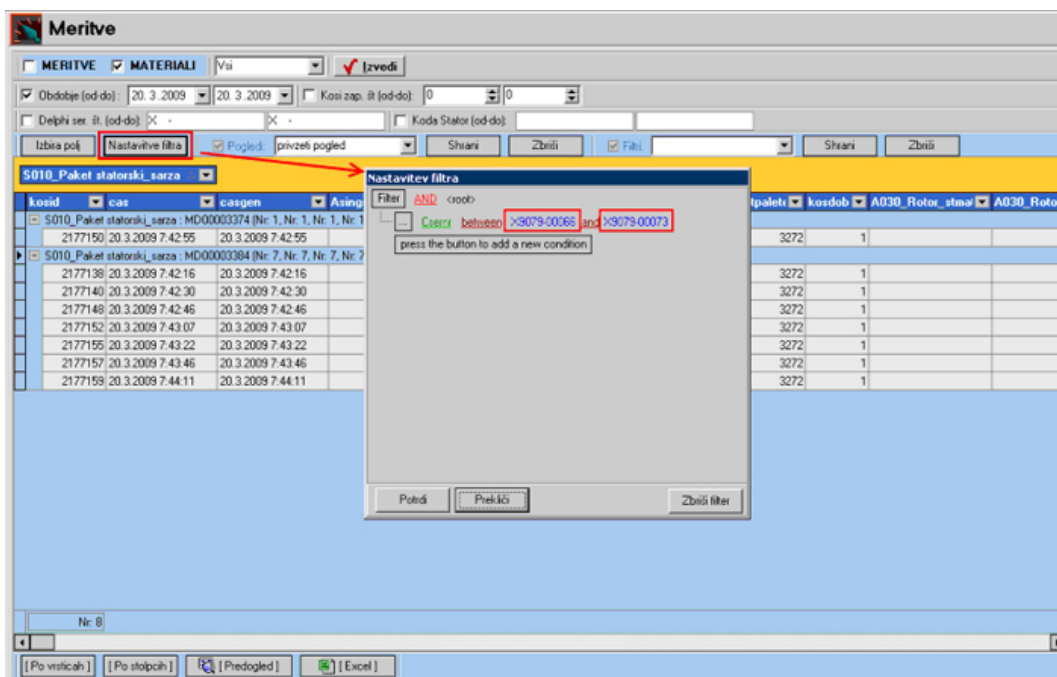 Meritve
MERITVE MATERIALI Vsi Izvedi
Obdobje (od-do): 20. 3 .2009 20. 3 .2009 Kosi zap. št (od-do): 0 0
Delphi ser. št. (od-do): X - X - Koda Stator (od-do):
Izbira polj Nastavitve filtra Pogled: privzeti pogled Shrani Zbriši Filtri: Shrani Zbriši
S010_Paket statorski_sarza
Nastavitev filtra
Filter AND <root>
... between X9079-00066 and X9079-00073
press the button to add a new condition
Potrdi Prekliči Zbriši filter
kosid cas casgen Asing tpalete kosdob A030_Rotor_stmal A030_Roto
S010_Paket statorski_sarza : MD00003374 (Nr: 1, Nr. 1, Nr. 1, Nr. 1
2177150 20.3.2009 7:42:55 20.3.2009 7:42:55 3272 1
S010_Paket statorski_sarza : MD00003384 (Nr: 7, Nr. 7, Nr. 7, Nr. 7
2177138 20.3.2009 7:42:16 20.3.2009 7:42:16 3272 1
2177140 20.3.2009 7:42:30 20.3.2009 7:42:30 3272 1
2177148 20.3.2009 7:42:46 20.3.2009 7:42:46 3272 1
2177152 20.3.2009 7:43:07 20.3.2009 7:43:07 3272 1
2177155 20.3.2009 7:43:22 20.3.2009 7:43:22 3272 1
2177157 20.3.2009 7:43:46 20.3.2009 7:43:46 3272 1
2177159 20.3.2009 7:44:11 20.3.2009 7:44:11 3272 1
Nr: 8
[ Po vrsticah ] [ Po stolpcih ] [ Predogled ] [ Excel ]